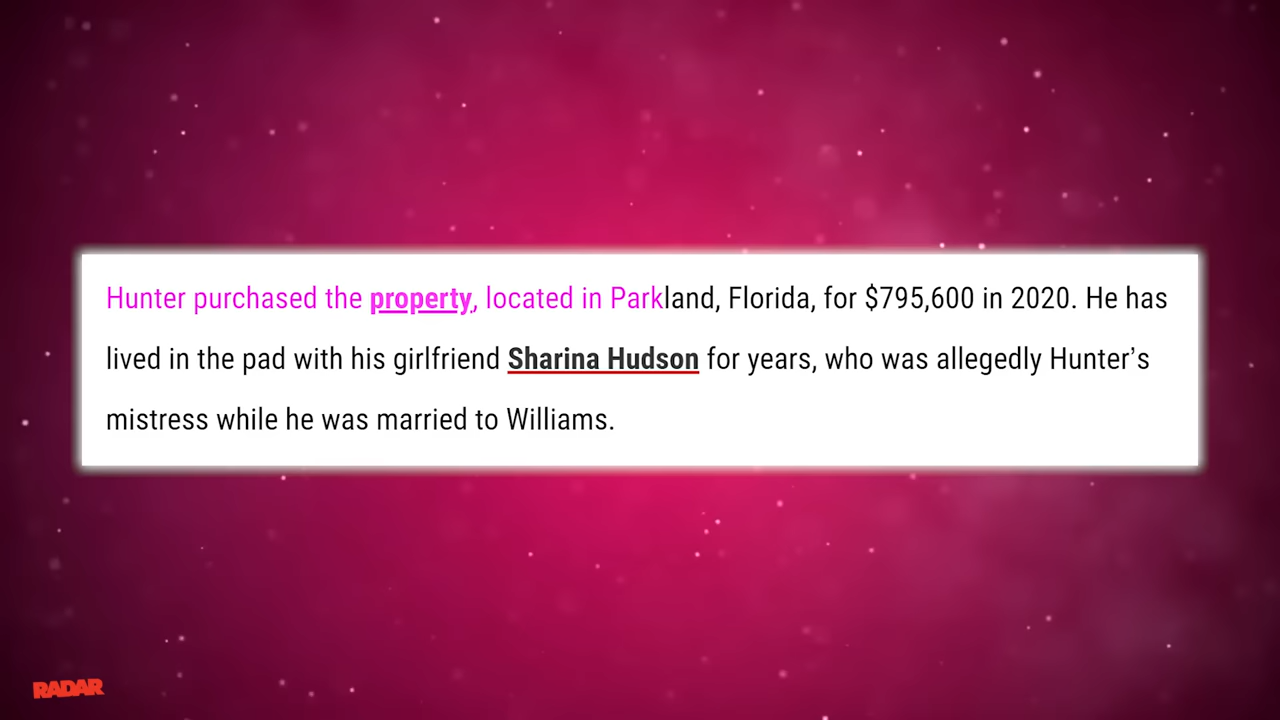 Hunter purchased the property, located in Parkland, Florida, for $795,600 in 2020. He has
lived in the pad with his girlfriend Sharina Hudson for years, who was allegedly Hunter’s
mistress while he was married to Williams.
RADAR